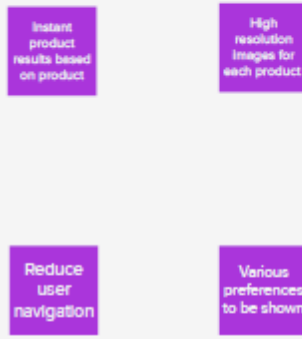 Instant
product
results based
on product
High
resolution
images for
each product
Reduce
user
navigation
Various
preferences
to be shown